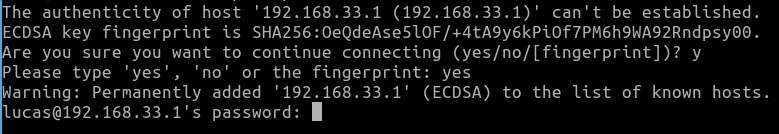 The authenticity of host '192.168.33.1 (192.168.33.1)' can't be established.
ECDSA key fingerprint is SHA256:OeQdeAse5lOF/+4tA9y6kPiOf7PM6h9WA92Rndpsy00.
Are you sure you want to continue connecting (yes/no/[fingerprint])? y
Please type 'yes', 'no' or the fingerprint: yes
Warning: Permanently added '192.168.33.1' (ECDSA) to the list of known hosts.
lucas@192.168.33.1's password: